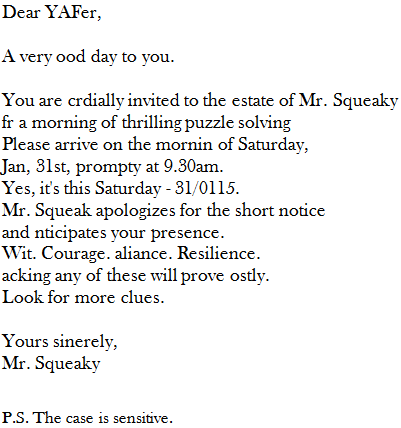 Dear YAFer,
A very ood day to you.
You are crdially invited to the estate of Mr. Squeaky
fr a morning of thrilling puzzle solving
Please arrive on the mornin of Saturday,
Jan, 31st, prompty at 9.30am.
Yes, it's this Saturday - 31/0115.
Mr. Squeak apologizes for the short notice
and nticipates your presence.
Wit. Courage. aliance. Resilience.
acking any of these will prove ostly.
Look for more clues.
Yours sinerely,
Mr. Squeaky
P.S. The case is sensitive.